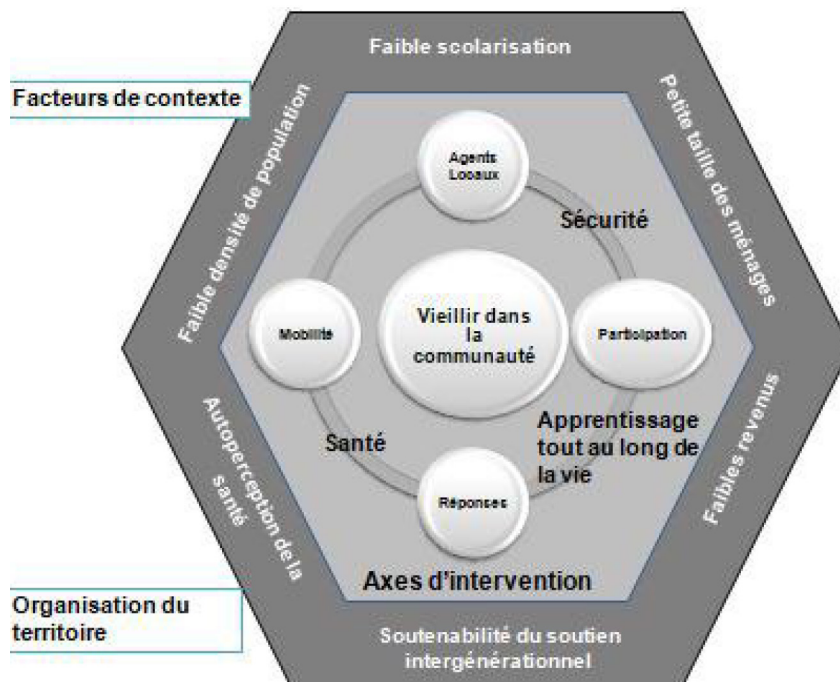 Faible scolarisation
Facteurs de contexte
Faible densité de population
Petite taille des ménages
Agents
Locaux
Sécurité
Vieillir dans
la
communauté
Mobilité
Participation
Santé
Apprentissage
tout au long de
la vie
Réponses
Autoperception de la
santé
Faibles revenus
Axes d'intervention
Organisation du
territoire
Soutenabilité du soutien
intergénérationnel